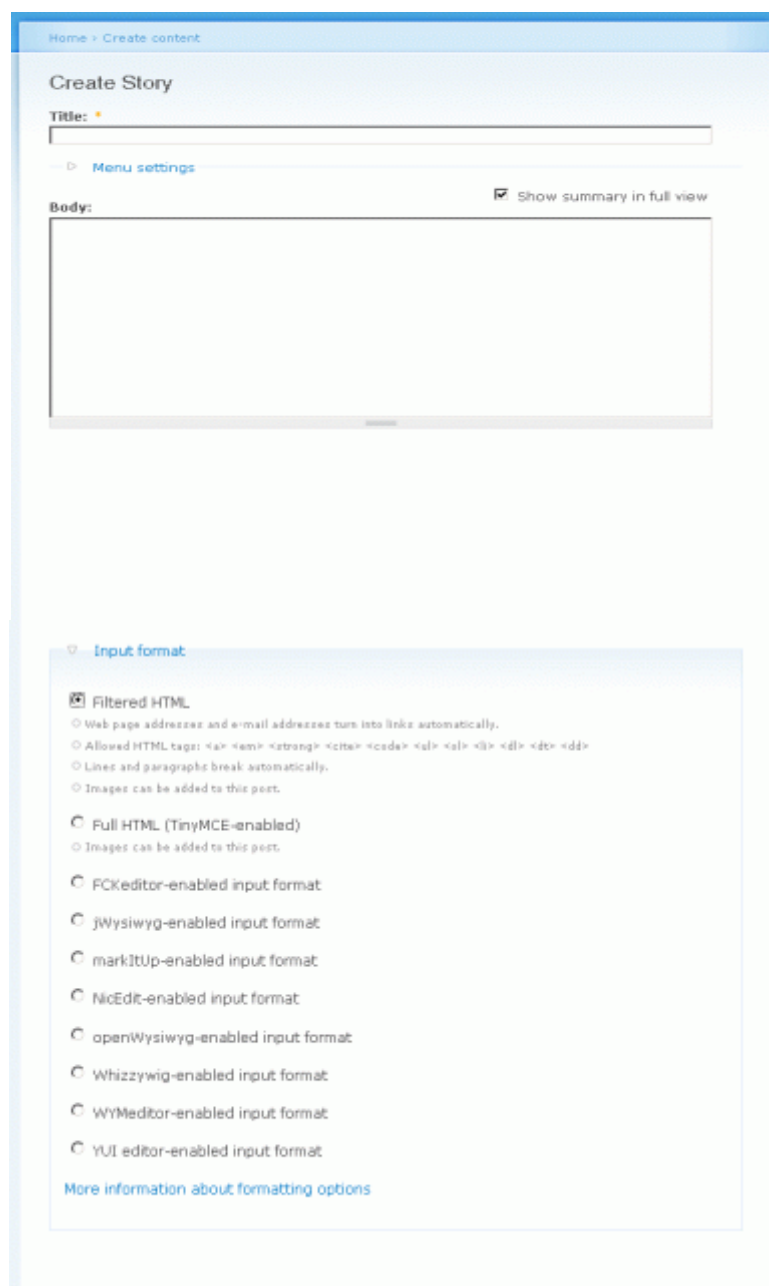 Home › Create content
Create Story
Title: *
Menu settings
Show summary in full view
Body:
Input format
Filtered HTML
Web page addresses and e-mail addresses turn into links automatically.
Allowed HTML tags: <a> <em> <strong> <cite> <code> <ul> <ol> <li> <dl> <dt> <dd>
Lines and paragraphs break automatically.
Images can be added to this post.
Full HTML (TinyMCE-enabled)
Images can be added to this post.
FCKeditor-enabled input format
jWysiwyg-enabled input format
markItUp-enabled input format
NicEdit-enabled input format
openWysiwyg-enabled input format
Whizzywig-enabled input format
WYMeditor-enabled input format
YUI editor-enabled input format
More information about formatting options